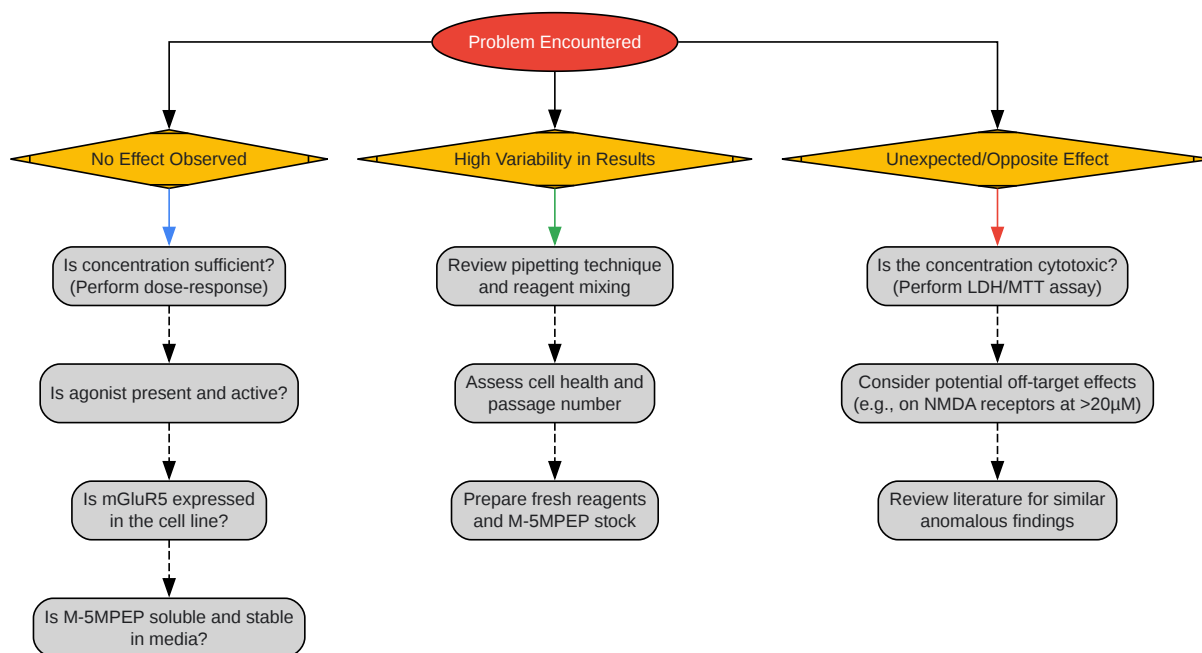 Problem Encountered
No Effect Observed
High Variability in Results
Unexpected/Opposite Effect
Is concentration sufficient?
(Perform dose-response)
Review pipetting technique
and reagent mixing
Is the concentration cytotoxic?
(Perform LDH/MTT assay)
Is agonist present and active?
Assess cell health and
passage number
Consider potential off-target effects
(e.g., on NMDA receptors at >20µM)
Is mGluR5 expressed
in the cell line?
Prepare fresh reagents
and M-5MPEP stock
Review literature for similar
anomalous findings
Is M-5MPEP soluble and stable
in media?